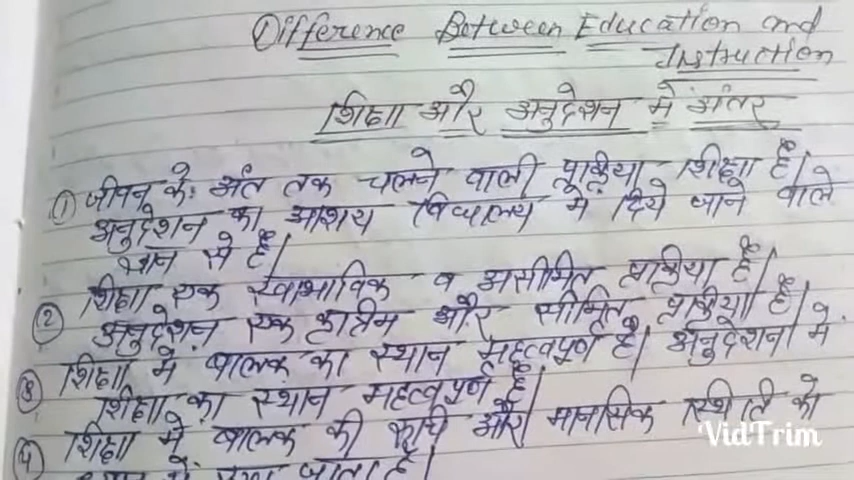 Difference Between Education and
Instruction
शिक्षा और अनुदेशन में अंतर
① जीवन के अंत तक चलने वाली प्रक्रिया शिक्षा है।
अनुदेशन का आशय विद्यालय में दिये जाने वाले
ज्ञान से है।
② शिक्षा एक स्वाभाविक व असीमित प्रक्रिया है।
अनुदेशन एक कृत्रिम और सीमित प्रक्रिया है।
③ शिक्षा में बालक का स्थान महत्वपूर्ण है। अनुदेशन में
शिक्षा का स्थान महत्वपूर्ण है।
④ शिक्षा में बालक की रूचि और मानसिक स्थिति को
ध्यान में रखा जाता है।
VidTrim